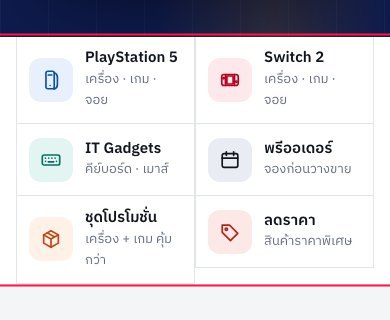 PlayStation 5
เครื่อง · เกม ·
จอย
Switch 2
เครื่อง · เกม ·
จอย
IT Gadgets
คีย์บอร์ด · เมาส์
พรีออเดอร์
จองก่อนวางขาย
ชุดโปรโมชั่น
เครื่อง + เกม คุ้ม
กว่า
ลดราคา
สินค้าราคาพิเศษ